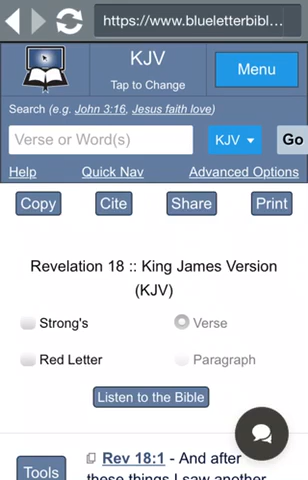 https://www.blueletterbibl...
KJV
Tap to Change
Menu
Search (e.g. John 3:16, Jesus faith love)
Verse or Word(s)
KJV
Go
Help
Quick Nav
Advanced Options
Copy
Cite
Share
Print
Revelation 18 :: King James Version
(KJV)
Strong's
Verse
Red Letter
Paragraph
Listen to the Bible
Tools
Rev 18:1 - And after
these things I saw another